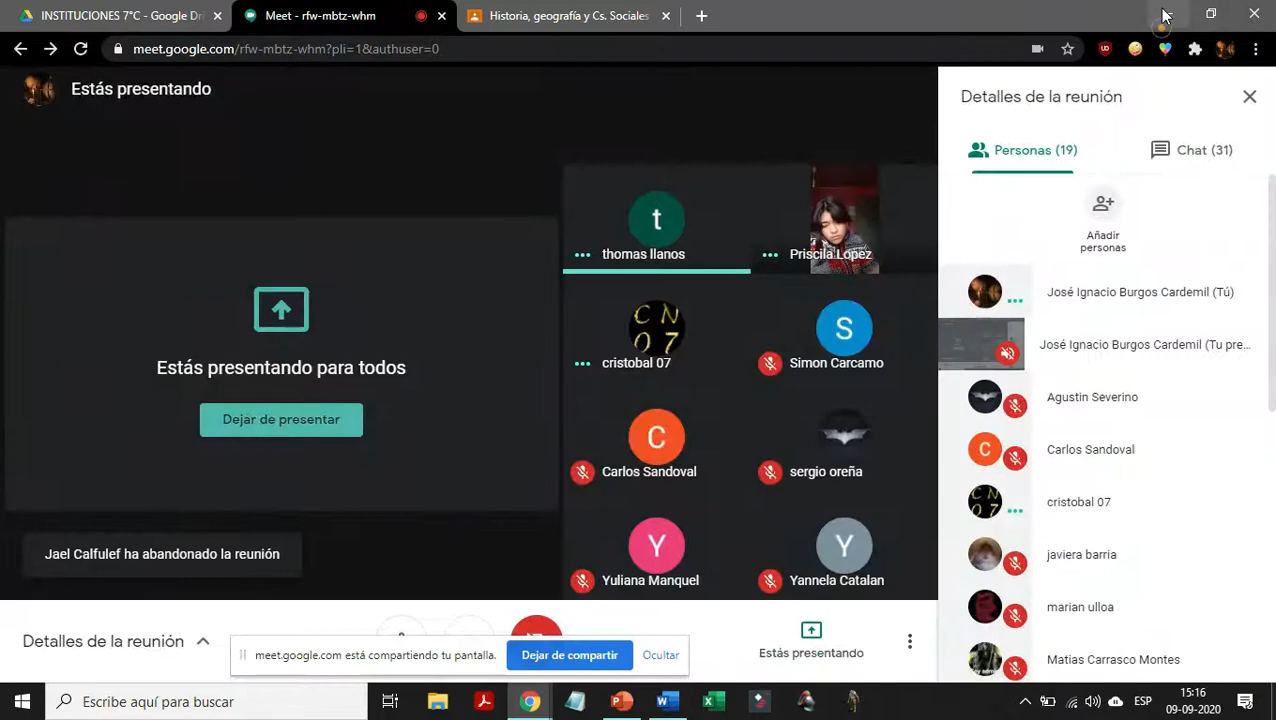 INSTITUCIONES 7°C - Google Dri
Meet - rfw-mbtz-whm
Historia, geografía y Cs. Sociales
meet.google.com/rfw-mbtz-whm?pli=1&authuser=0
Estás presentando
Detalles de la reunión
Personas (19)
Chat (31)
Añadir
personas
t
thomas llanos
Priscila Lopez
José Ignacio Burgos Cardemil (Tú)
Estás presentando para todos
Dejar de presentar
CN
07
cristobal 07
S
Simon Carcamo
José Ignacio Burgos Cardemil (Tu pre...
Agustin Severino
C
Carlos Sandoval
sergio oreña
C
Carlos Sandoval
CN
07
cristobal 07
Jael Calfulef ha abandonado la reunión
Y
Yuliana Manquel
Y
Yannela Catalan
javiera barria
marian ulloa
Matias Carrasco Montes
Detalles de la reunión
meet.google.com está compartiendo tu pantalla.
Dejar de compartir
Ocultar
Estás presentando
Escribe aquí para buscar
ESP
15:16
09-09-2020